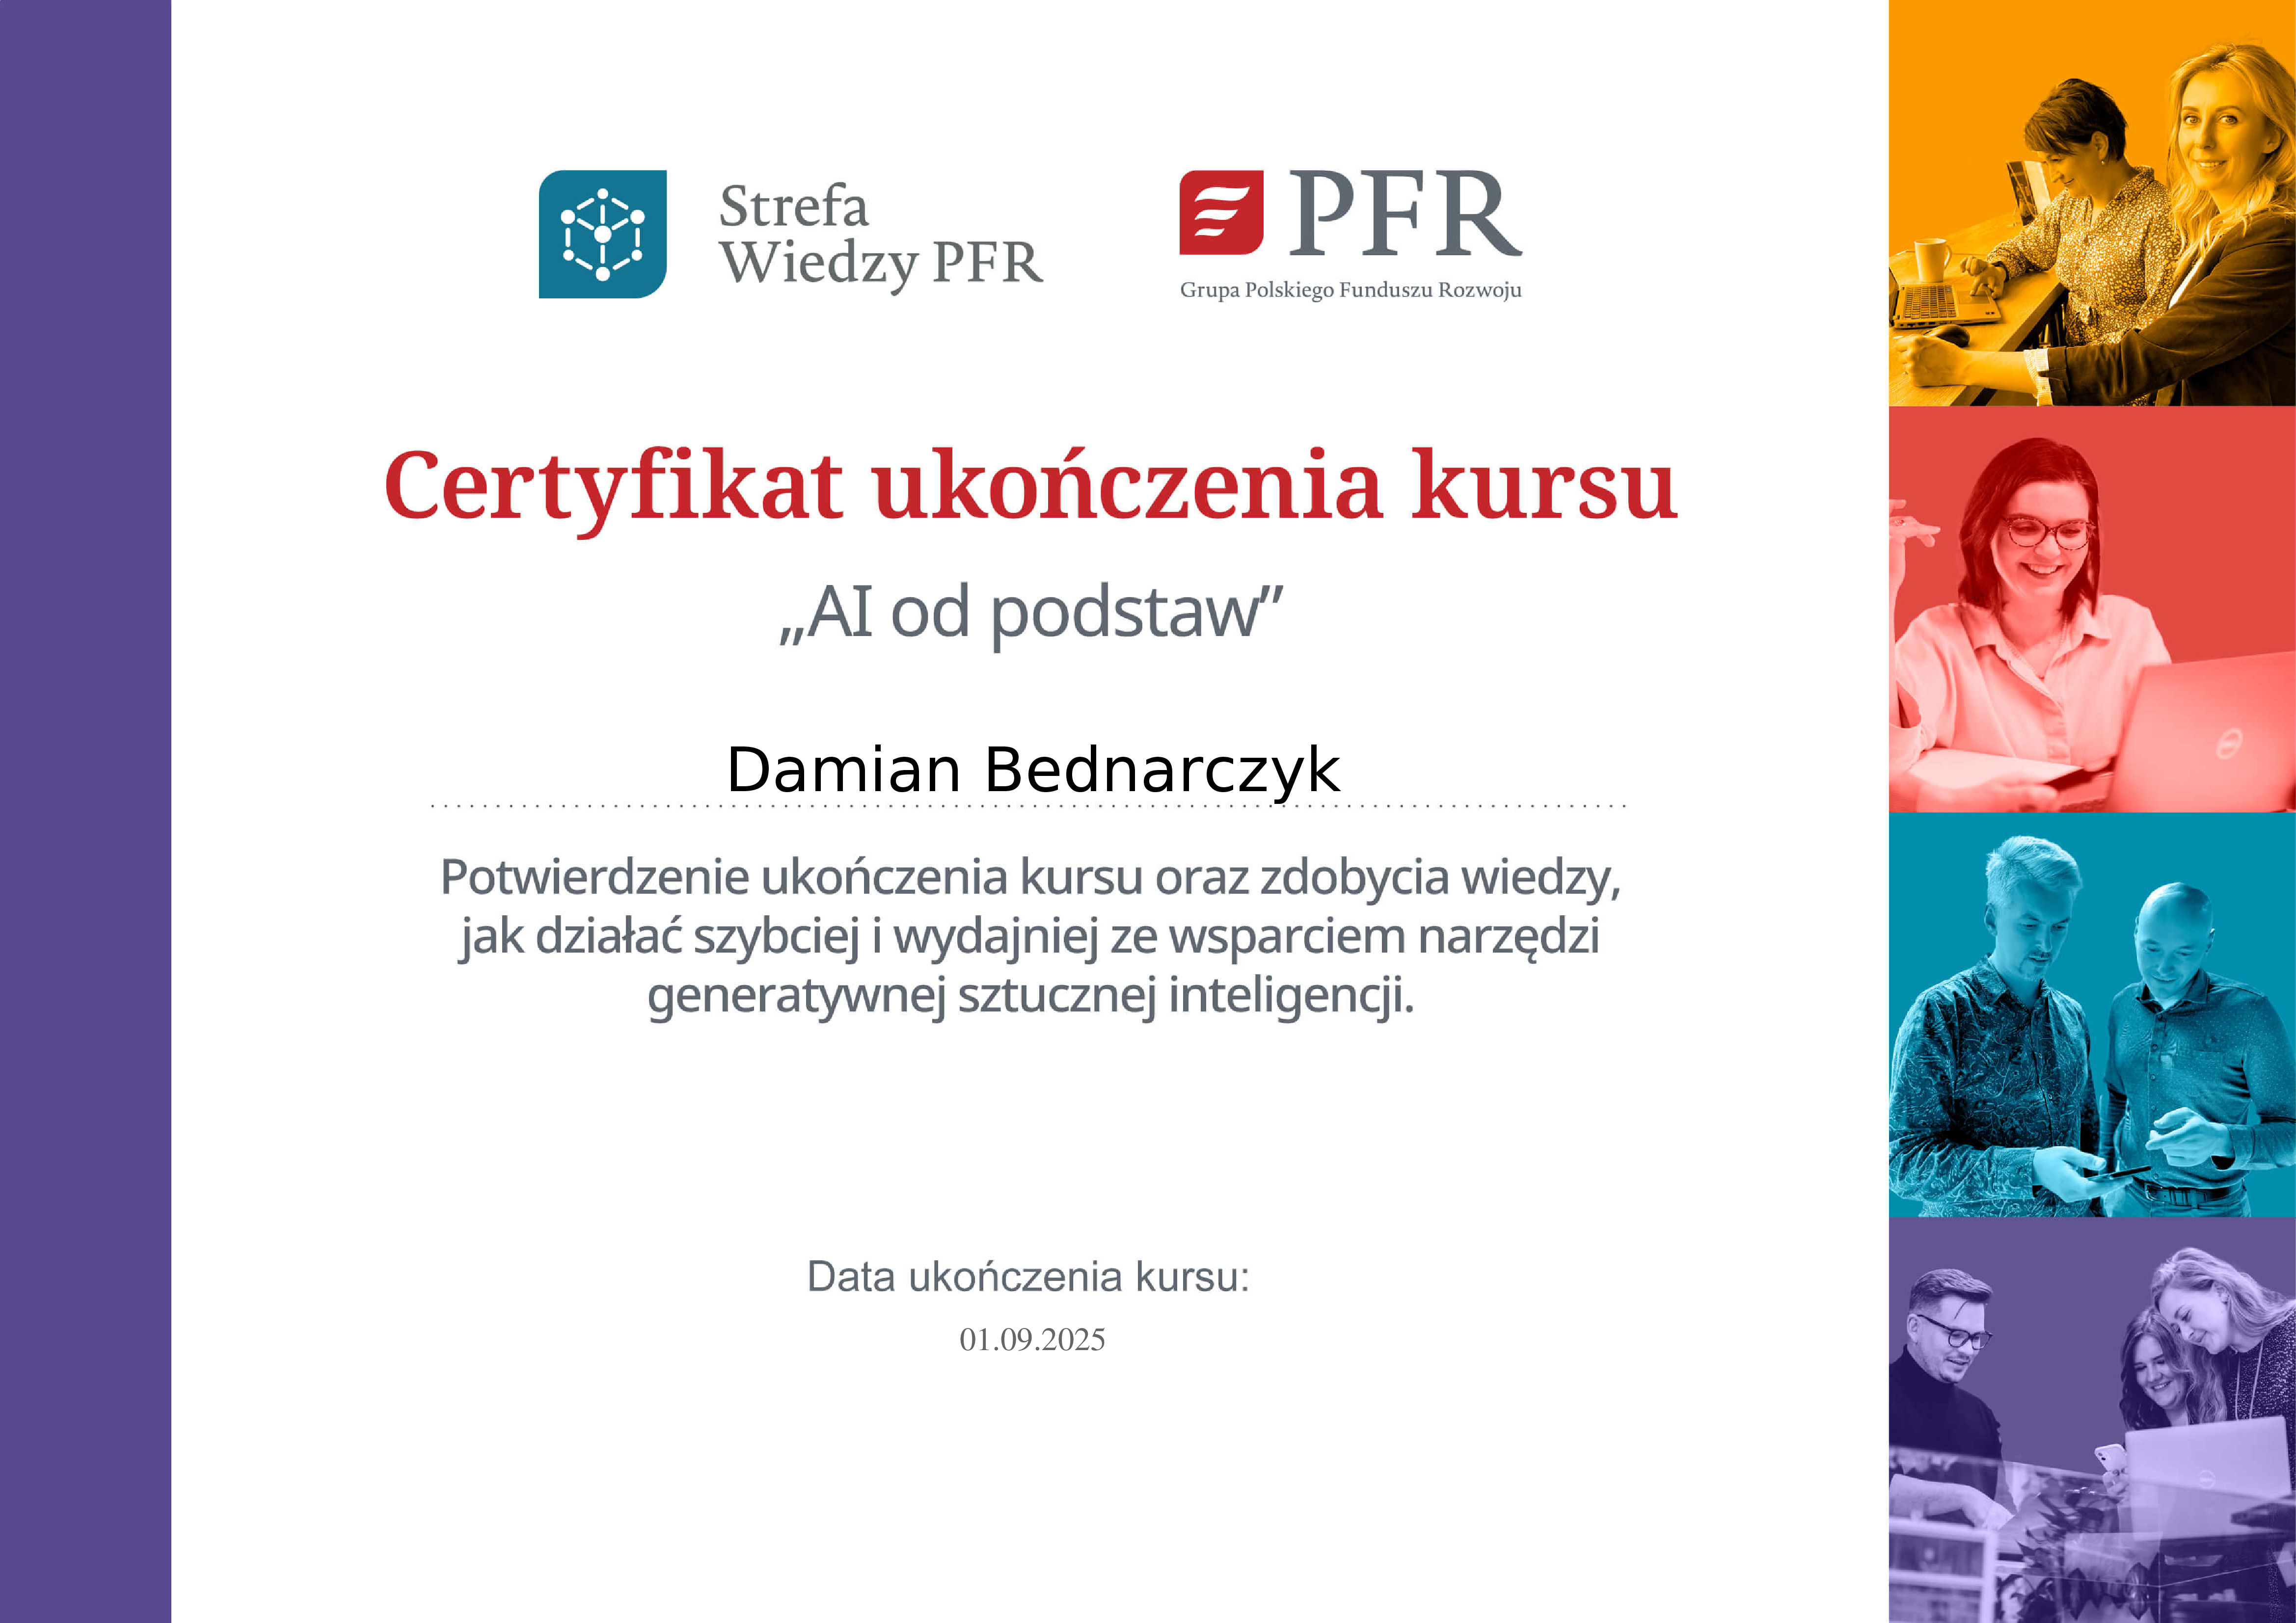 Strefa
Wiedzy PFR
PFR
Grupa Polskiego Funduszu Rozwoju
Certyfikat ukończenia kursu
„AI od podstaw”
Damian Bednarczyk
Potwierdzenie ukończenia kursu oraz zdobycia wiedzy,
jak działać szybciej i wydajniej ze wsparciem narzędzi
generatywnej sztucznej inteligencji.
Data ukończenia kursu:
01.09.2025